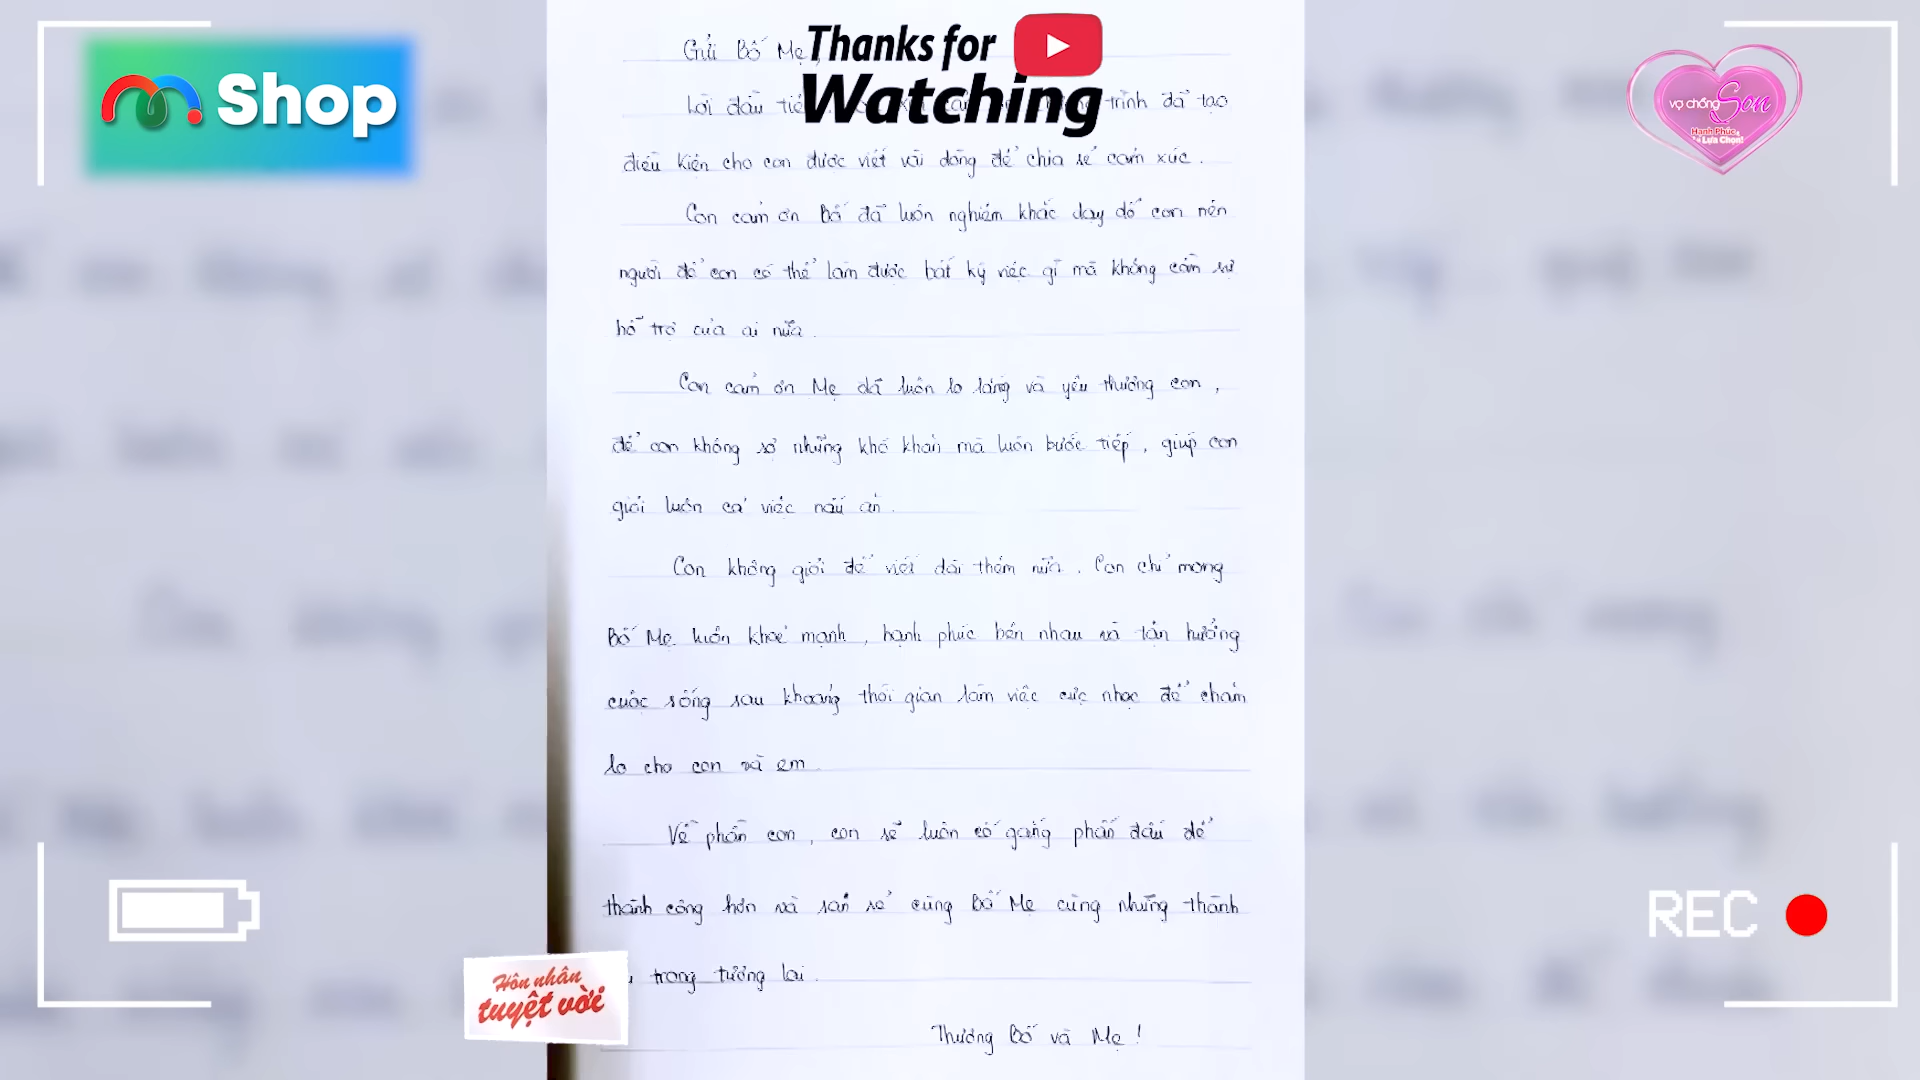 Shop
Thanks for
Watching
vợ chồng Son
Hạnh Phúc &
Lựa Chọn!
Gửi Bố Mẹ,
Lời đầu trình đã tạo
điều kiện cho con được viết vài dòng để chia sẻ cảm xúc.
Con cảm ơn Bố đã luôn nghiêm khắc dạy dỗ con nên
người để con có thể làm được bất kỳ việc gì mà không cần sự
hỗ trợ của ai nữa.
Con cảm ơn Mẹ đã luôn lo lắng và yêu thương con,
để con không sợ những khó khăn mà luôn bước tiếp, giúp con
giỏi luôn cả việc nấu ăn.
Con không giỏi để viết dài thêm nữa. Con chỉ mong
Bố Mẹ luôn khoẻ mạnh, hạnh phúc bên nhau và tận hưởng
cuộc sống sau khoảng thời gian làm việc cực nhọc để chăm
lo cho con và em.
Về phần con, con sẽ luôn cố gắng phấn đấu để
thành công hơn và san sẻ cùng Bố Mẹ cùng những thành
trong tương lai.
Thương Bố và Mẹ!
Hôn nhân
tuyệt vời
REC